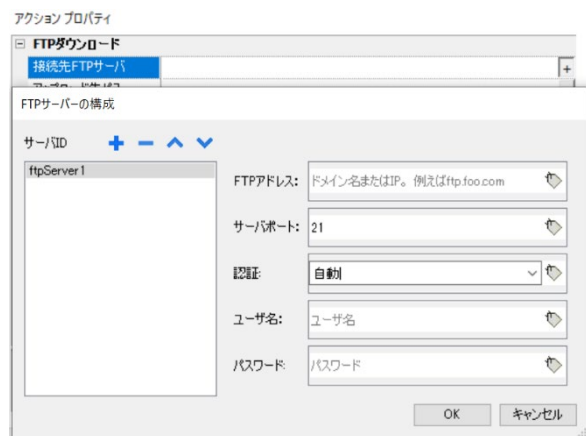 アクション プロパティ
FTPダウンロード
接続先FTPサーバ
FTPサーバーの構成
サーバID
ftpServer1
FTPアドレス: ドメイン名またはIP。例えばftp.foo.com
サーバポート: 21
認証: 自動
ユーザ名: ユーザ名
パスワード: パスワード
OK キャンセル